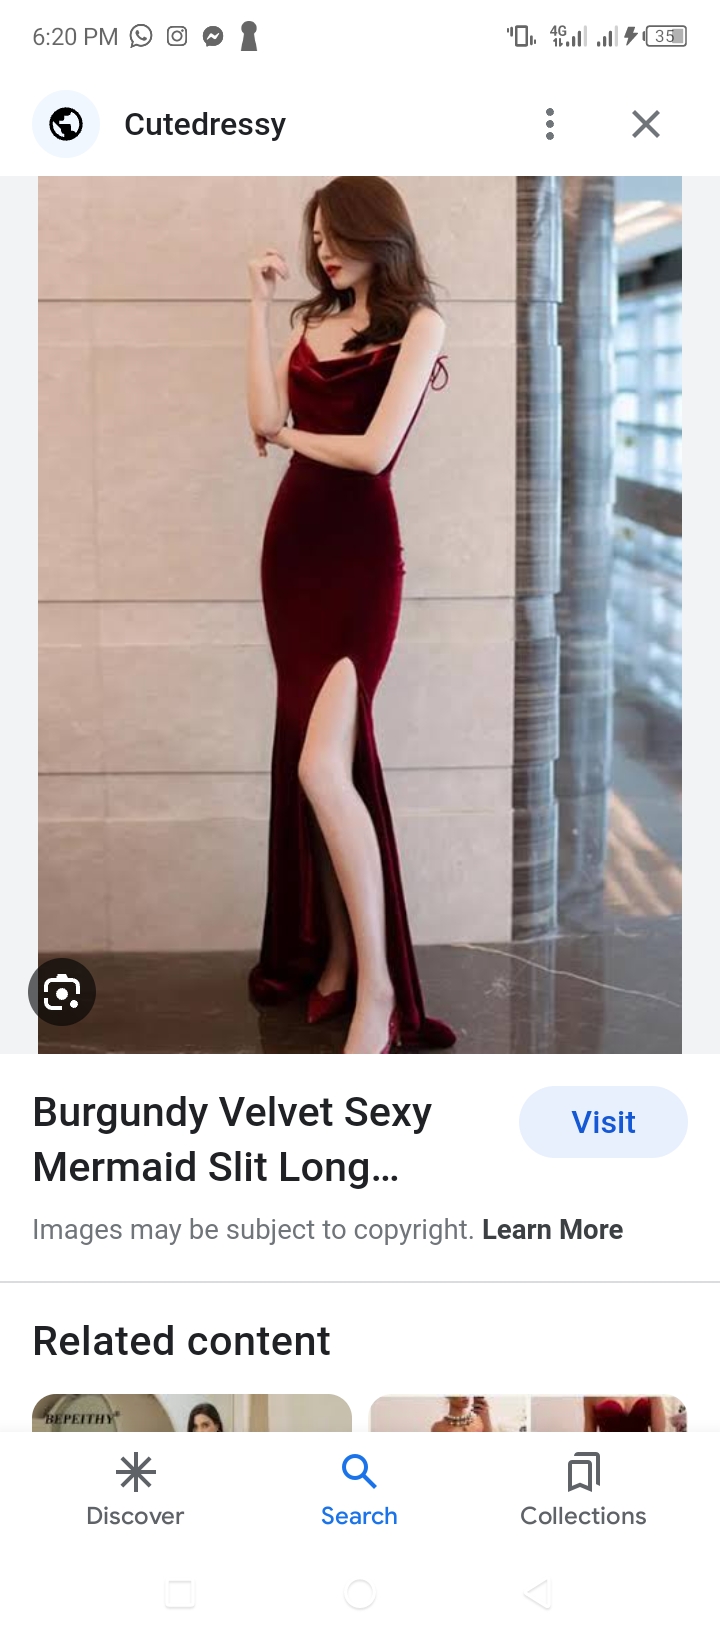 6:20 PM
4G
35
Cutedressy
Burgundy Velvet Sexy
Mermaid Slit Long...
Visit
Images may be subject to copyright. Learn More
Related content
BEPEITHY
Discover
Search
Collections